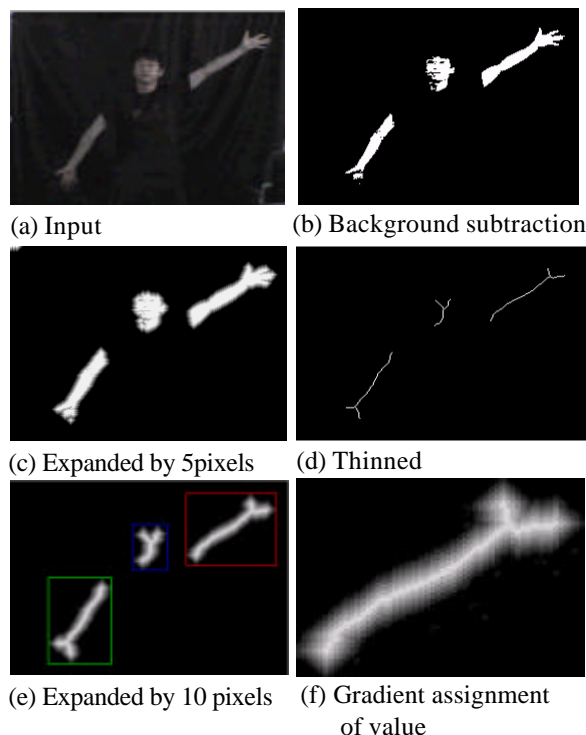 (a) Input
(b) Background subtraction
(c) Expanded by 5pixels
(d) Thinned
(e) Expanded by 10 pixels
(f) Gradient assignment
of value